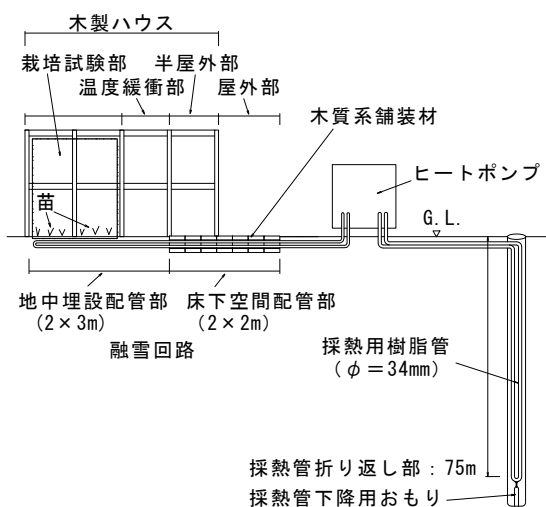 木製ハウス
栽培試験部
半屋外部
温度緩衝部
屋外部
木質系舗装材
ヒートポンプ
苗
G.L.
地中埋設配管部
(2×3m)
床下空間配管部
(2×2m)
融雪回路
採熱用樹脂管
(φ=34mm)
採熱管折り返し部:75m
採熱管下降用おもり